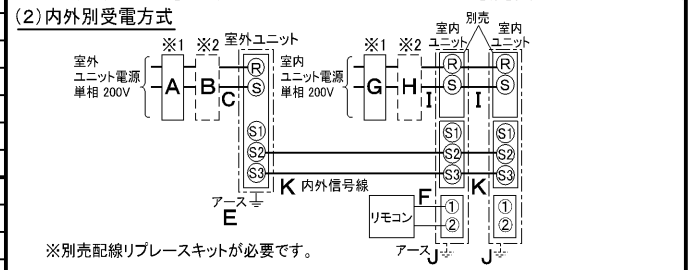 (2)内外別受電方式
別売
※1 ※2 室外ユニット ※1 ※2 室内ユニット 室内ユニット
室外ユニット電源
単相 200V
A B C R S
室内ユニット電源
単相 200V
G H I R S I R S
S1 S1 S1
S2 S2 S2
S3 S3 S3
K 内外信号線 K
アース
E
リモコン F ① ①
② ②
アース J J
※別売配線リプレースキットが必要です。